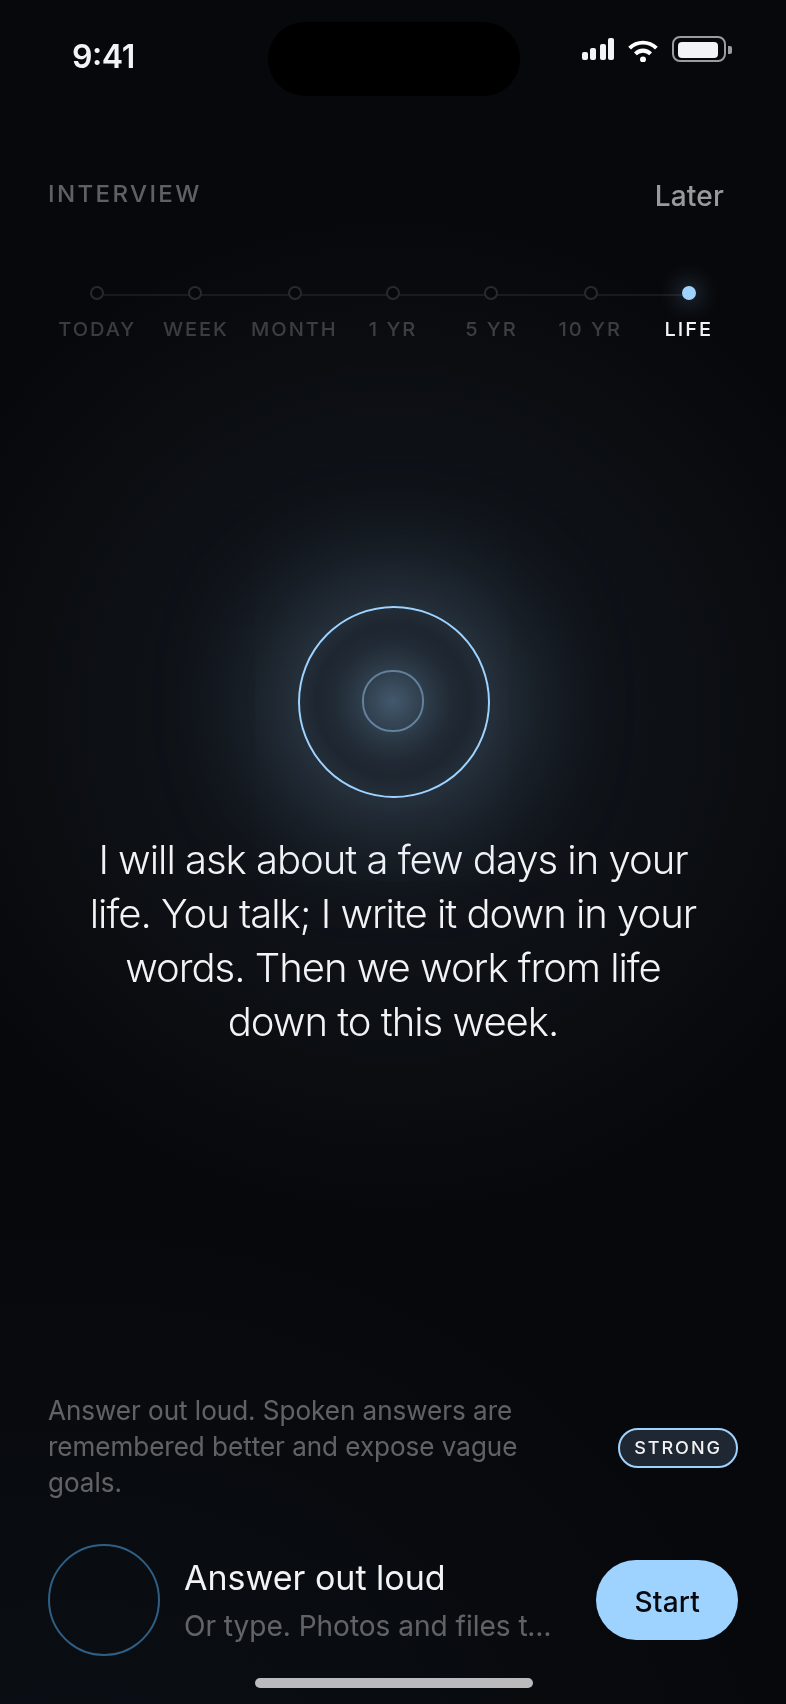 9:41
INTERVIEW
Later
TODAY WEEK MONTH 1 YR 5 YR 10 YR LIFE
I will ask about a few days in your
life. You talk; I write it down in your
words. Then we work from life
down to this week.
Answer out loud. Spoken answers are
remembered better and expose vague
goals.
STRONG
Answer out loud
Or type. Photos and files t...
Start